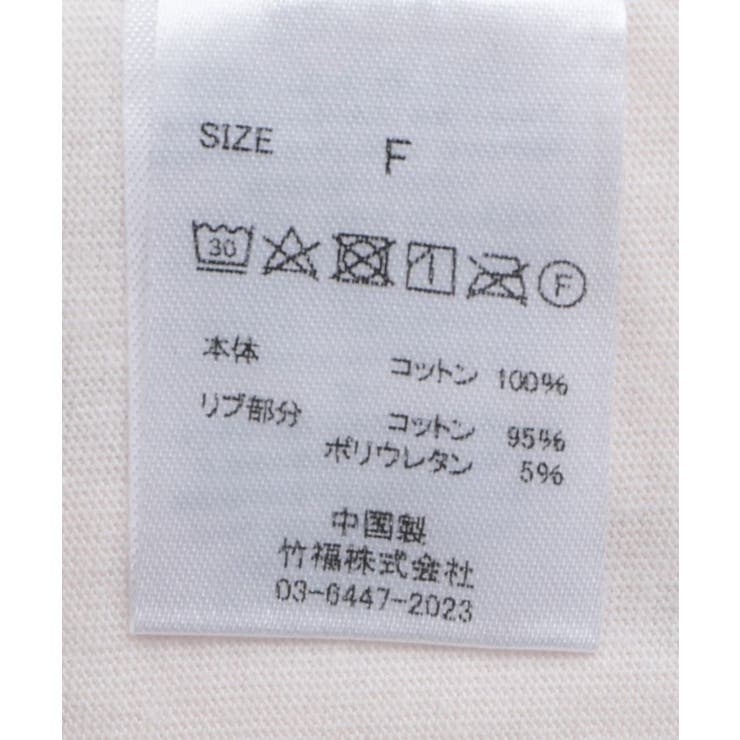 SIZE F
30 F
本体 コットン 100%
リブ部分 コットン 95%
ポリウレタン 5%
中国製
竹福株式会社
03-6447-2023